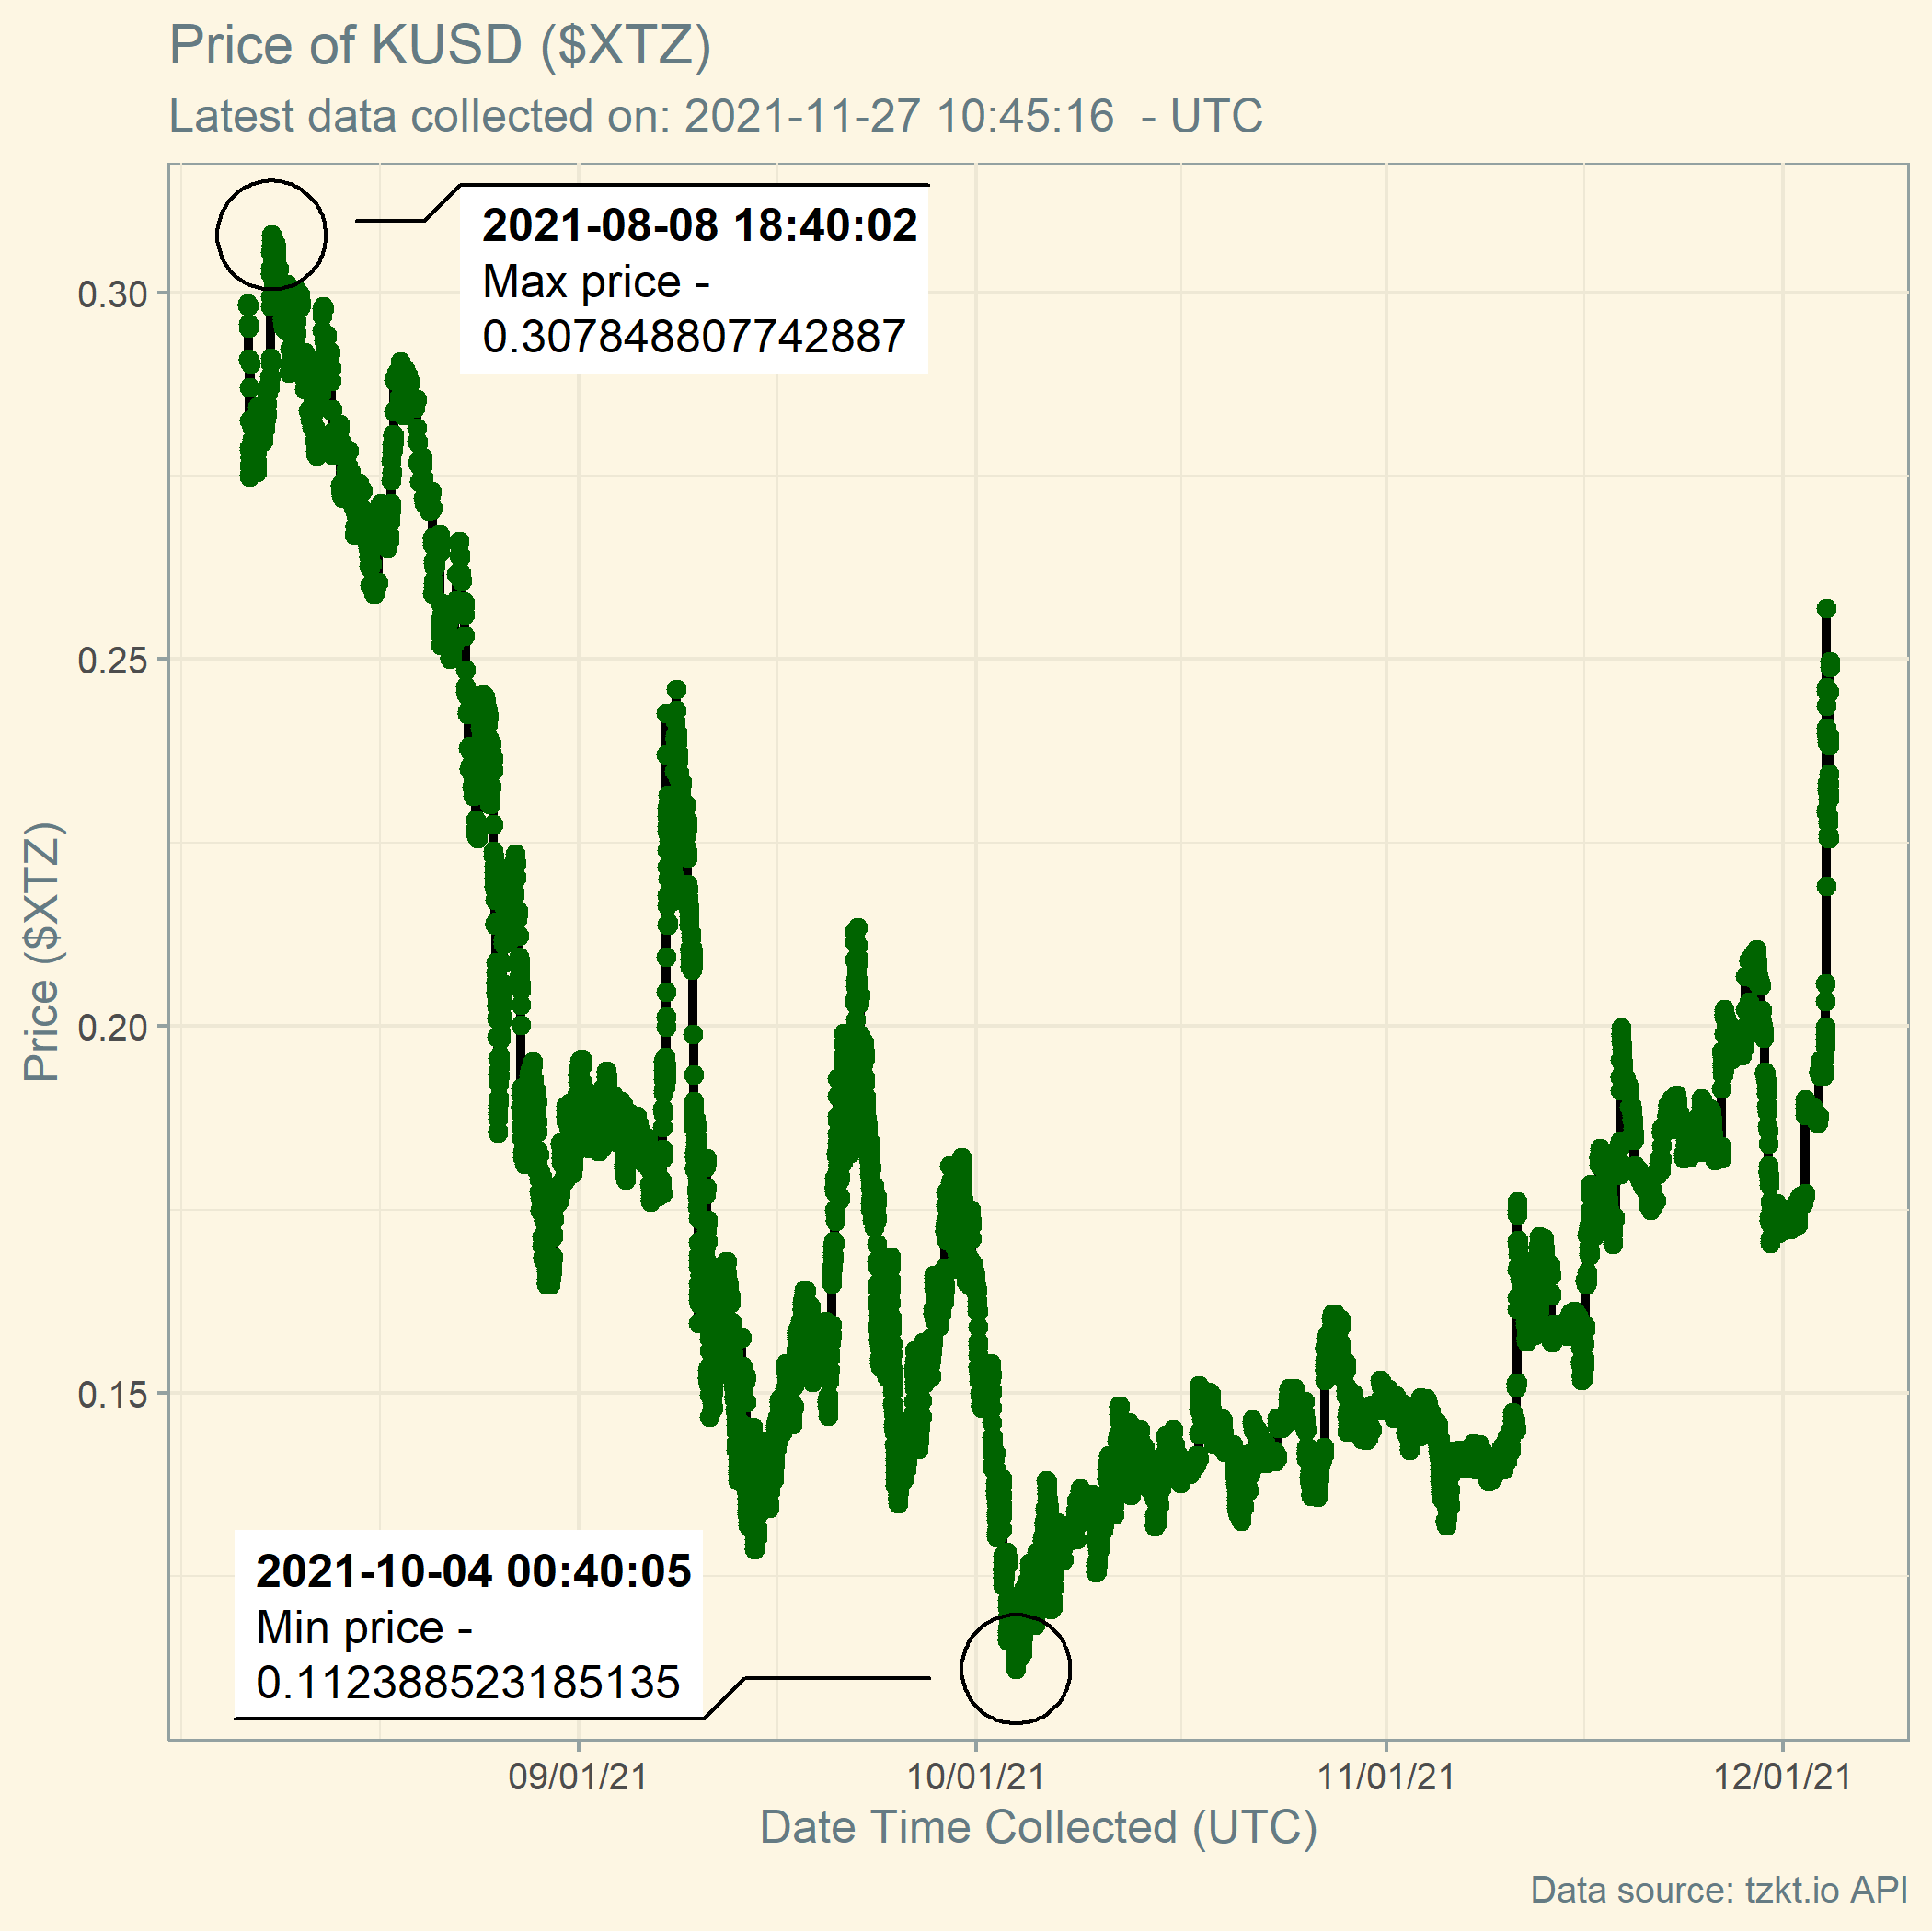 Price of KUSD ($XTZ)
Latest data collected on: 2021-11-27 10:45:16  - UTC
2021-08-08 18:40:02
Max price -
0.307848807742887
0.30
0.25
0.20
0.15
Price ($XTZ)
2021-10-04 00:40:05
Min price -
0.112388523185135
09/01/21
10/01/21
11/01/21
12/01/21
Date Time Collected (UTC)
Data source: tzkt.io API